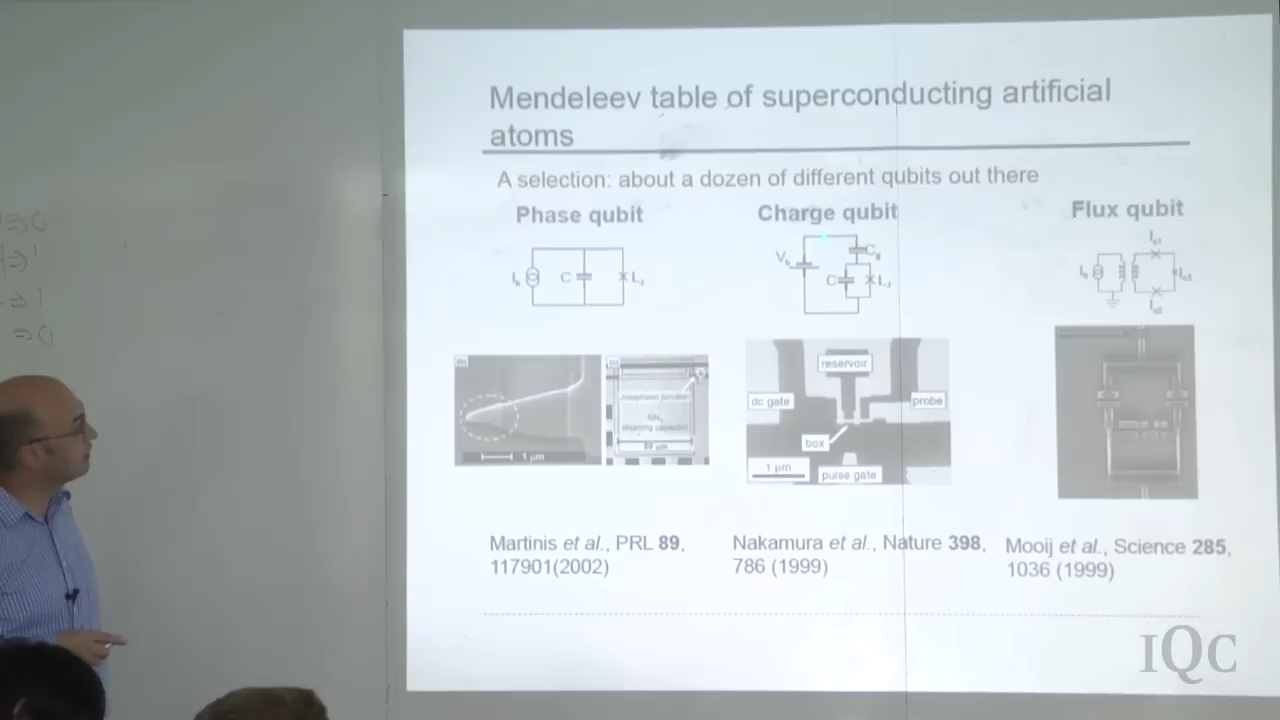 Mendeleev table of superconducting artificial
atoms
A selection: about a dozen of different qubits out there
Phase qubit
Charge qubit
Flux qubit
C
C
reservoir
dc gate
probe
box
1 μm
pulse gate
1 μm
Martinis et al., PRL 89,
117901(2002)
Nakamura et al., Nature 398,
786 (1999)
Mooij et al., Science 285,
1036 (1999)
IQC